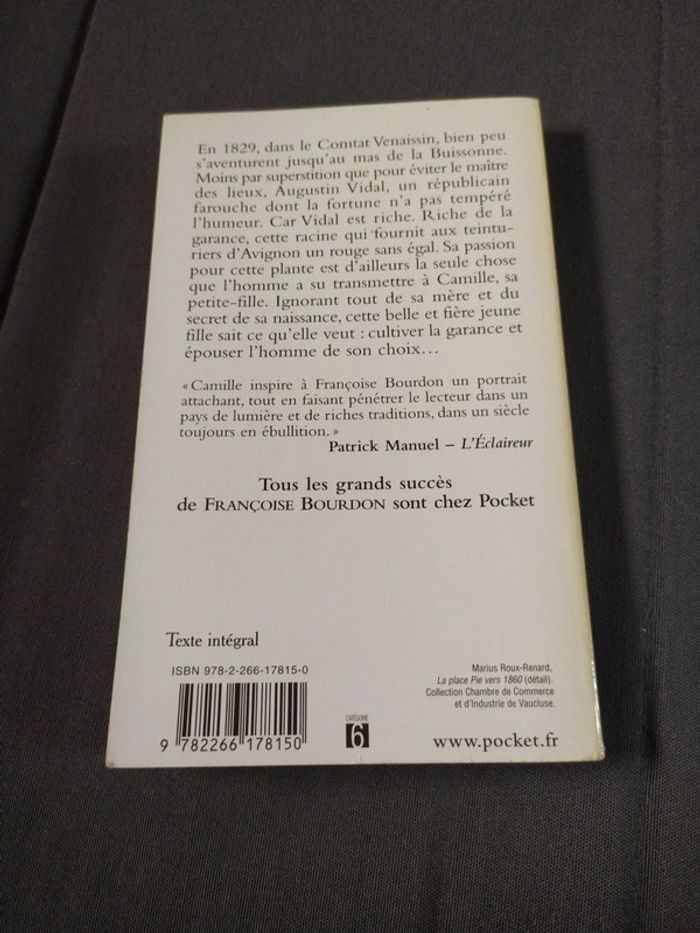 En 1829, dans le Comtat Venaissin, bien peu
s'aventurent jusqu'au mas de la Buissonne.
Moins par superstition que pour éviter le maître
des lieux, Augustin Vidal, un républicain
farouche dont la fortune n'a pas tempéré
l'humeur. Car Vidal est riche. Riche de la
garance, cette racine qui fournit aux teintu-
riers d'Avignon un rouge sans égal. Sa passion
pour cette plante est d'ailleurs la seule chose
que l'homme a su transmettre à Camille, sa
petite-fille. Ignorant tout de sa mère et du
secret de sa naissance, cette belle et fière jeune
fille sait ce qu'elle veut : cultiver la garance et
épouser l'homme de son choix…
« Camille inspire à Françoise Bourdon un portrait
attachant, tout en faisant pénétrer le lecteur dans un
pays de lumière et de riches traditions, dans un siècle
toujours en ébullition. »
Patrick Manuel – L'Éclaireur
Tous les grands succès
de FRANÇOISE BOURDON sont chez Pocket
Texte intégral
ISBN 978-2-266-17815-0
9 782266 178150
CATÉGORIE
6
Marius Roux-Renard,
La place Pie vers 1860 (détail).
Collection Chambre de Commerce
et d'Industrie de Vaucluse.
www.pocket.fr